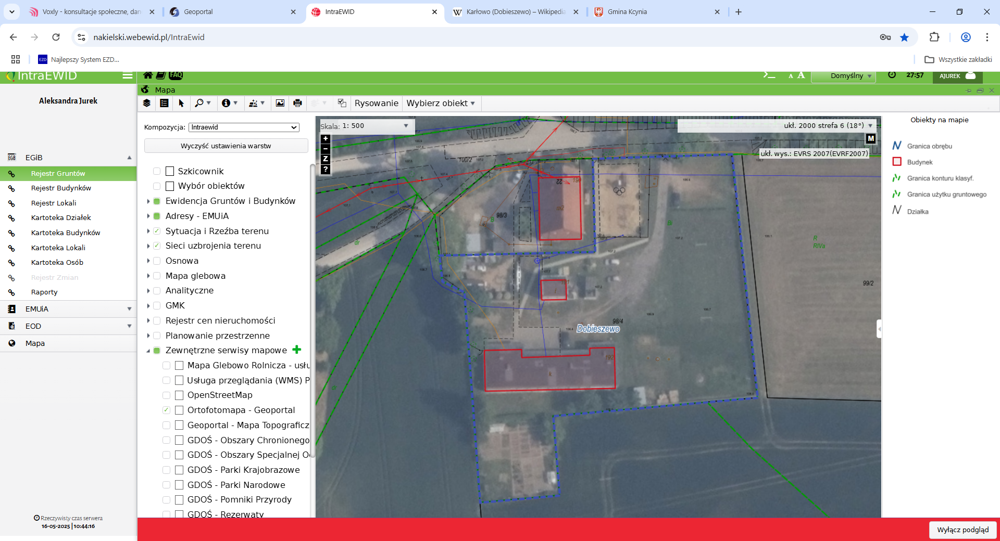 Voxly - konsultacje społeczne, dan
Geoportal
IntraEWID
Karłowo (Dobieszewo) – Wikipedia
Gmina Kcynia
nakielski.webewid.pl/IntraEwid
EZD Najlepszy System EZD...
Wszystkie zakładki
IntraEWID
FAQ
A A
Domyślny
27:57
AJUREK
Mapa
Aleksandra Jurek
Rysowanie
Wybierz obiekt
EGiB
Rejestr Gruntów
Rejestr Budynków
Rejestr Lokali
Kartoteka Działek
Kartoteka Budynków
Kartoteka Lokali
Kartoteka Osób
Rejestr Zmian
Raporty
EMUiA
EOD
Mapa
Rzeczywisty czas serwera
16-05-2025 | 10:44:16
Kompozycja: Intraewid
Wyczyść ustawienia warstw
Szkicownik
Wybór obiektów
Ewidencja Gruntów i Budynków
Adresy - EMUiA
Sytuacja i Rzeźba terenu
Sieci uzbrojenia terenu
Osnowa
Mapa glebowa
Analityczne
GMK
Rejestr cen nieruchomości
Planowanie przestrzenne
Zewnętrzne serwisy mapowe
Mapa Glebowo Rolnicza - usłu
Usługa przeglądania (WMS) P
OpenStreetMap
Ortofotomapa - Geoportal
Geoportal - Mapa Topograficz
GDOŚ - Obszary Chronionego
GDOŚ - Obszary Specjalnej O
GDOŚ - Parki Krajobrazowe
GDOŚ - Parki Narodowe
GDOŚ - Pomniki Przyrody
GDOŚ - Rezerwaty
Skala: 1: 500
+
−
Z
?
ukł. 2000 strefa 6 (18°)
M
ukł. wys.: EVRS 2007(EVRF2007)
100/2
22
190
m2
98/3
B
Bi
dr
R
RIVa
99/2
191
i
98/4
Dobieszewo
192
k
Obiekty na mapie
Granica obrębu
Budynek
Granica konturu klasyf.
Granica użytku gruntowego
Działka
Wyłącz podgląd